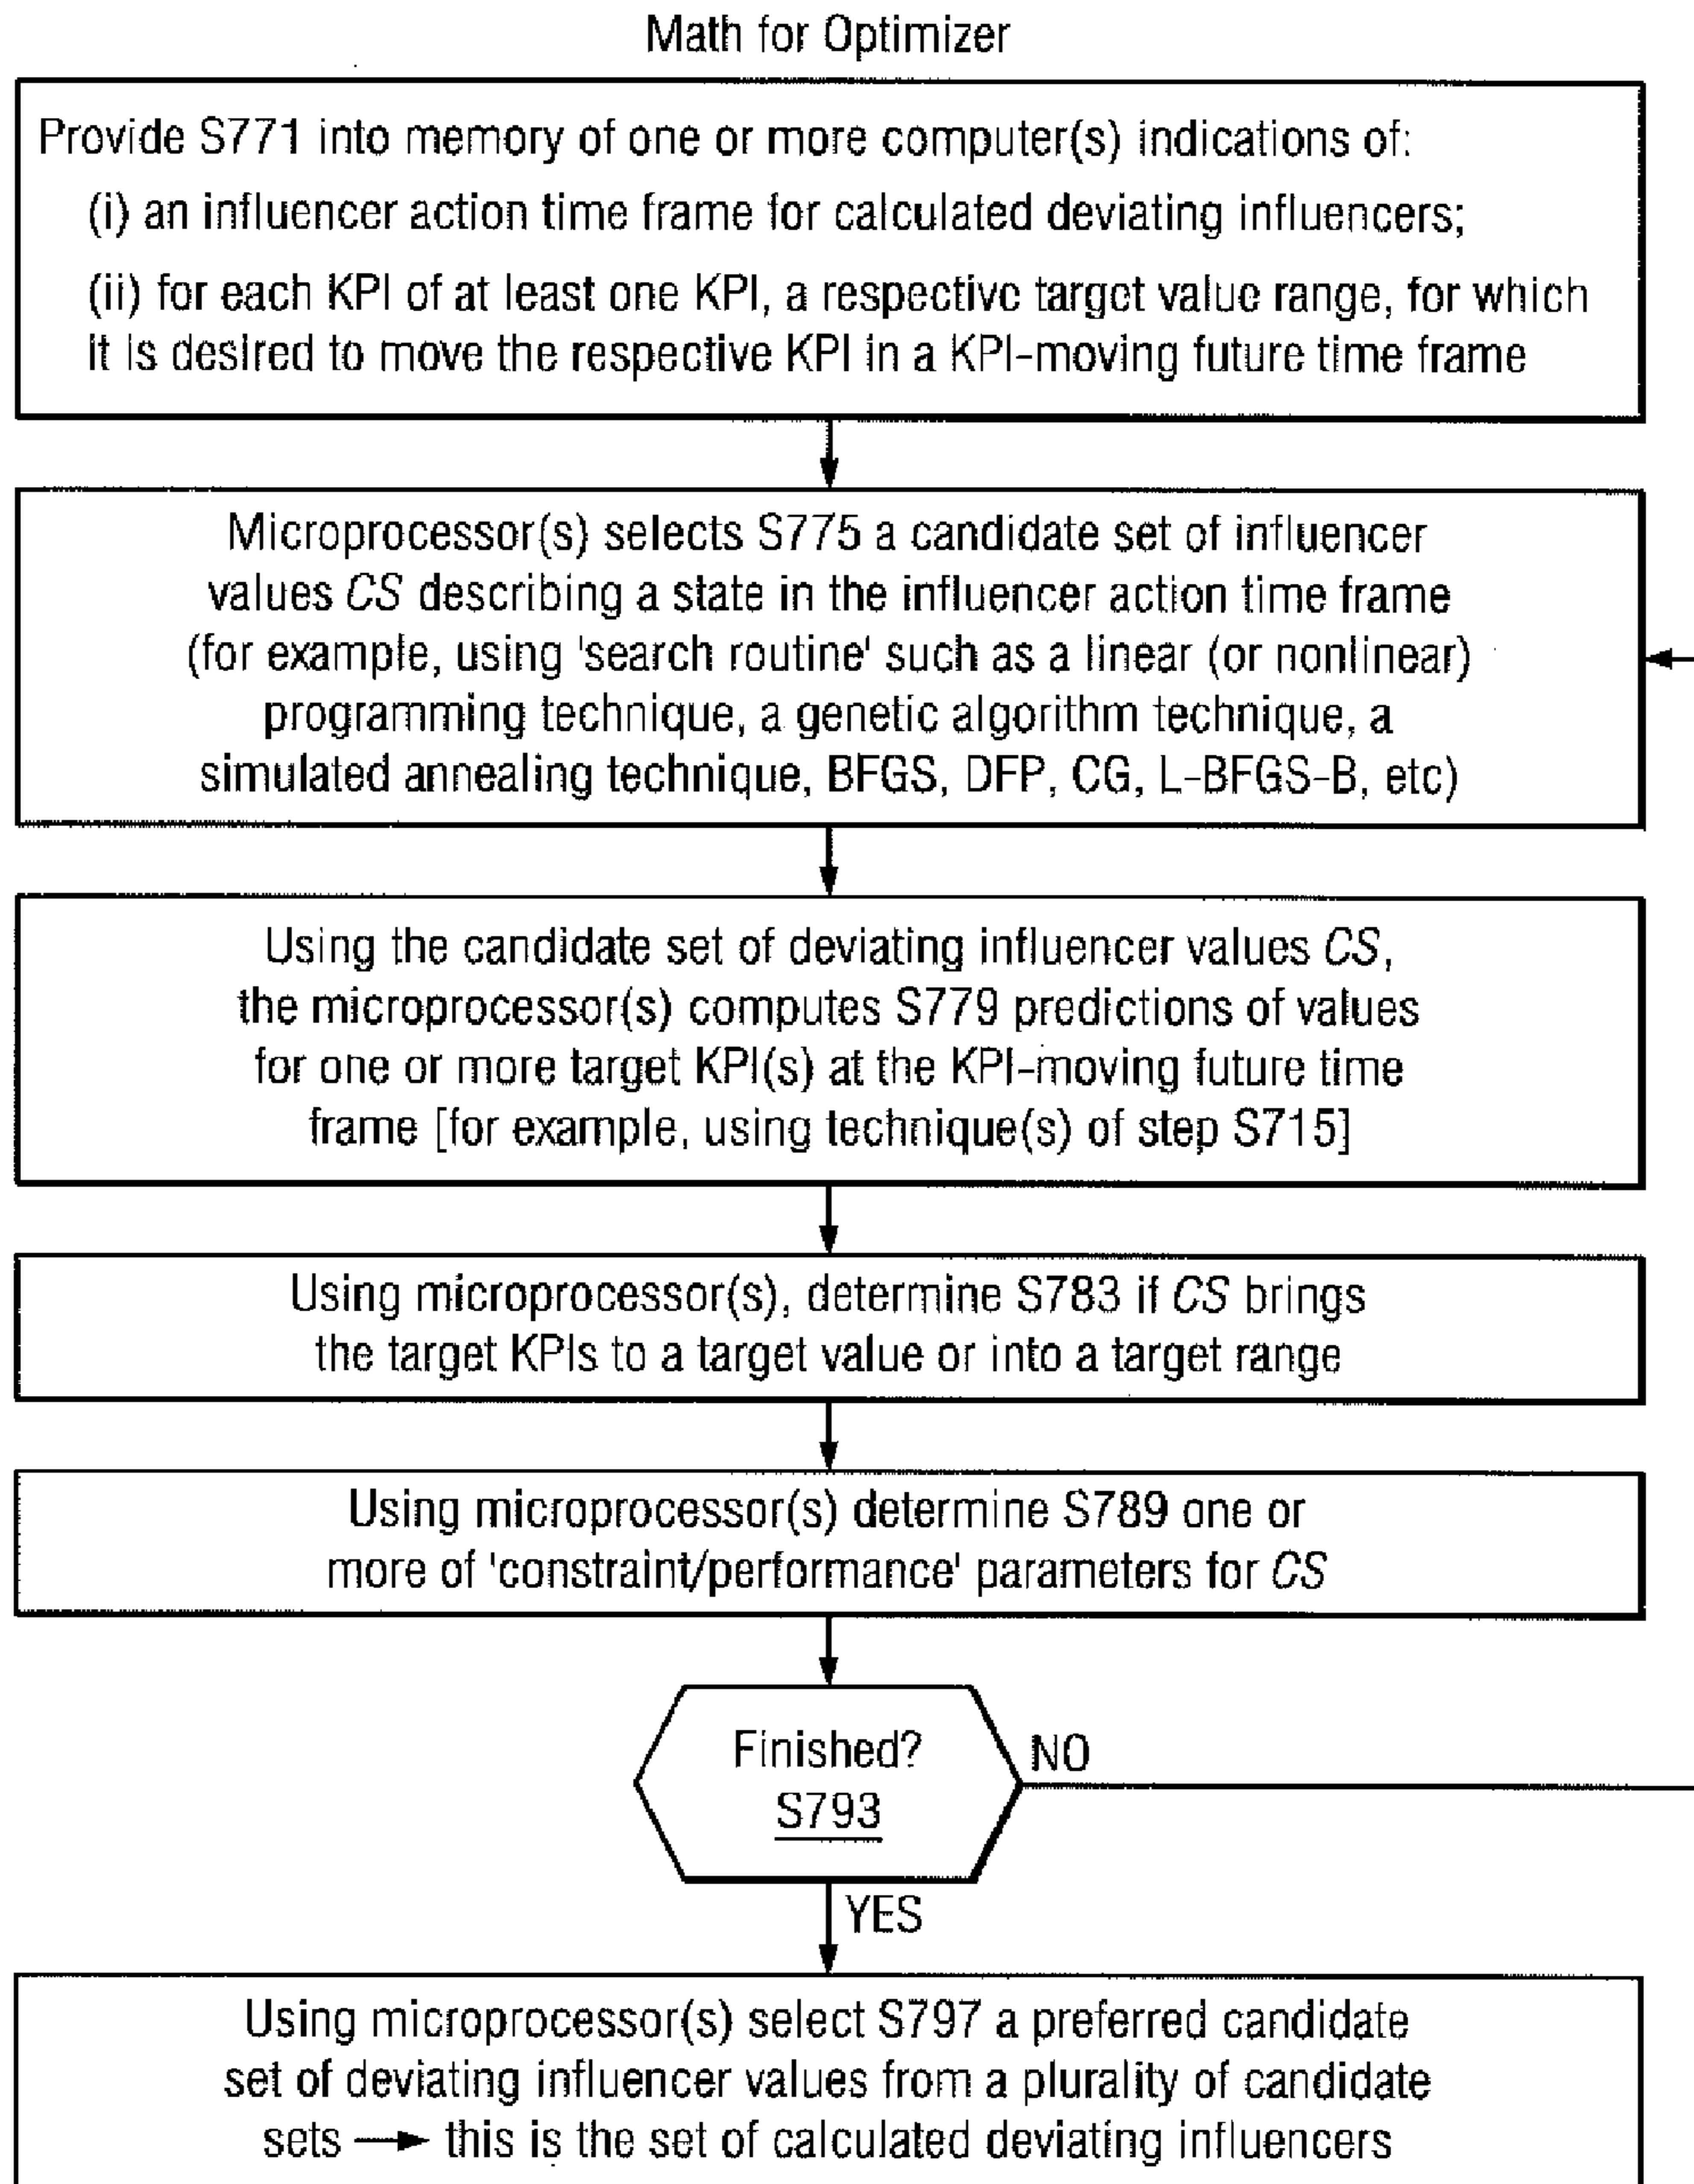 Math for Optimizer
Provide S771 into memory of one or more computer(s) indications of:
(i) an influencer action time frame for calculated deviating influencers;
(ii) for each KPI of at least one KPI, a respective target value range, for which
it is desired to move the respective KPI in a KPI-moving future time frame
Microprocessor(s) selects S775 a candidate set of influencer
values CS describing a state in the influencer action time frame
(for example, using 'search routine' such as a linear (or nonlinear)
programming technique, a genetic algorithm technique, a
simulated annealing technique, BFGS, DFP, CG, L-BFGS-B, etc)
Using the candidate set of deviating influencer values CS,
the microprocessor(s) computes S779 predictions of values
for one or more target KPI(s) at the KPI-moving future time
frame [for example, using technique(s) of step S715]
Using microprocessor(s), determine S783 if CS brings
the target KPIs to a target value or into a target range
Using microprocessor(s) determine S789 one or
more of 'constraint/performance' parameters for CS
Finished?
NO
S793
YES
Using microprocessor(s) select S797 a preferred candidate
set of deviating influencer values from a plurality of candidate
sets → this is the set of calculated deviating influencers